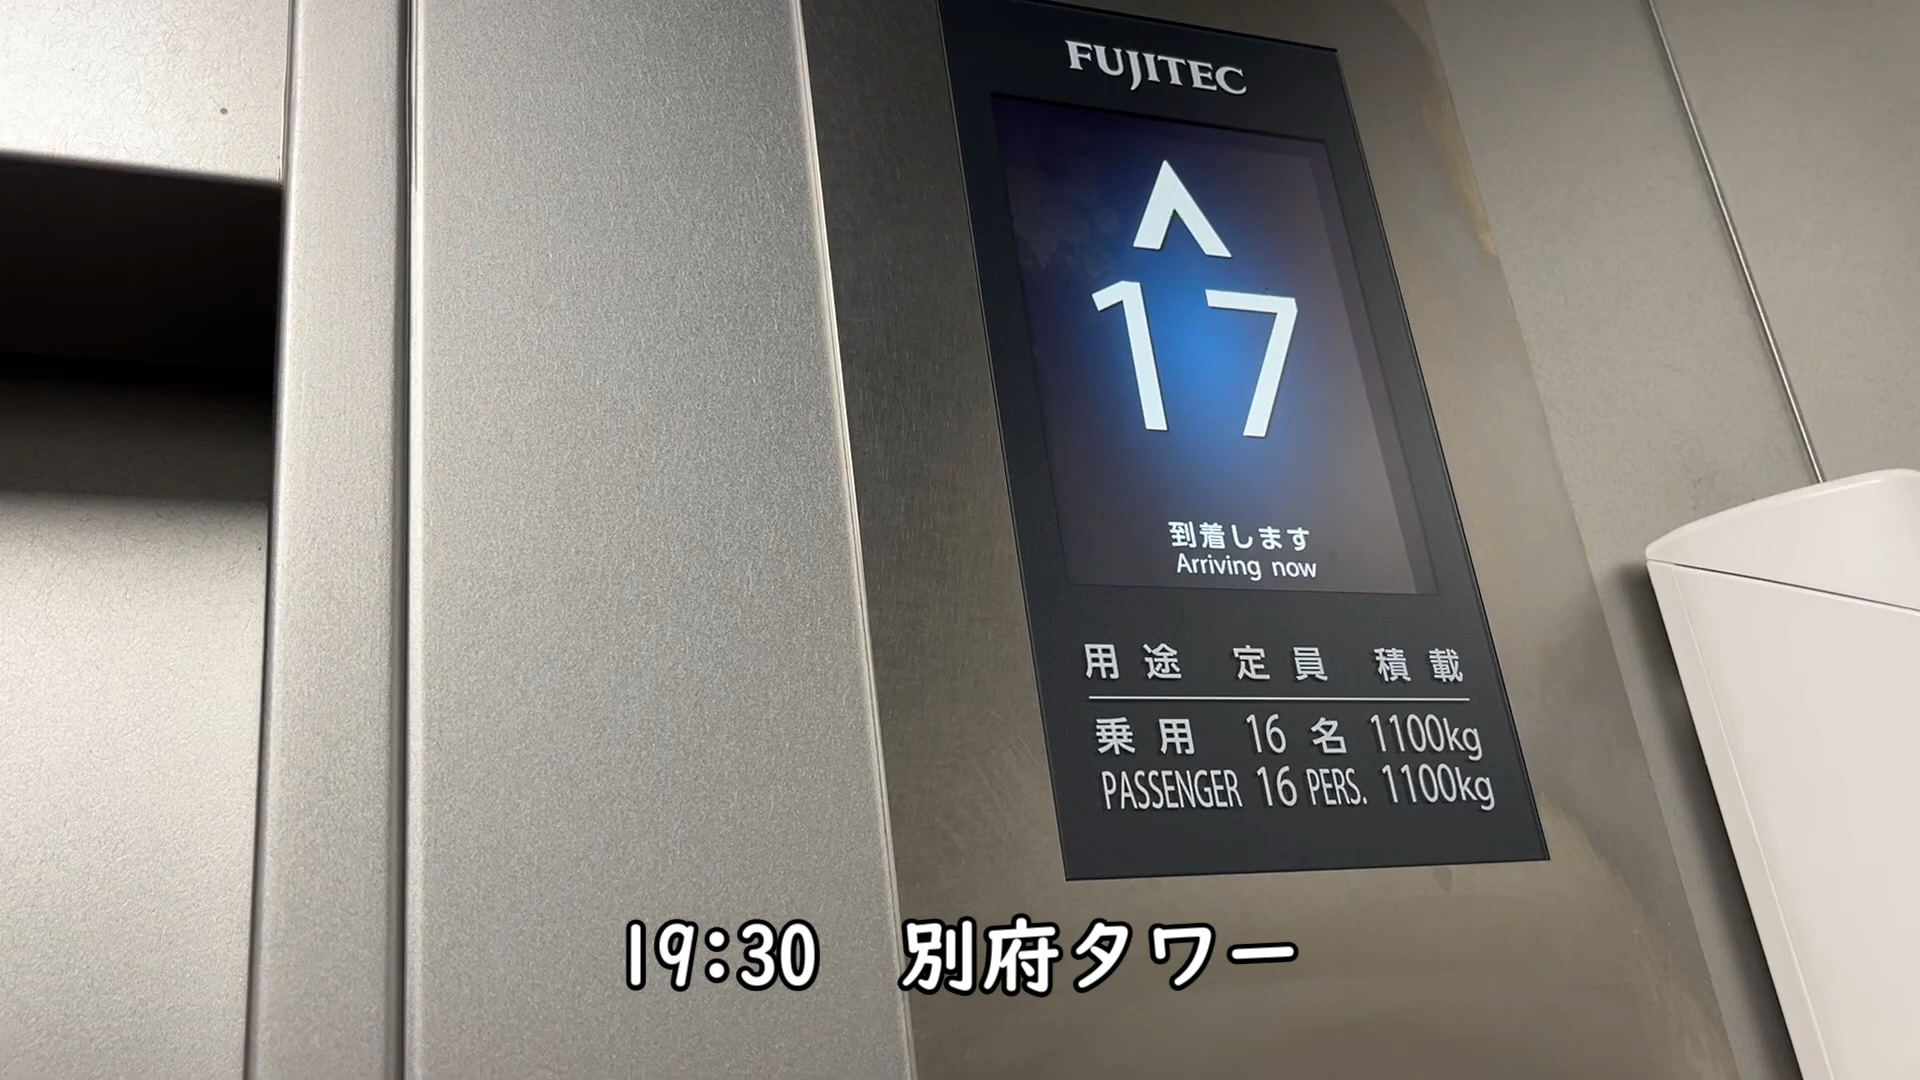 FUJITEC
17
到着します
Arriving now
用途 定員 積載
乗用 16名 1100kg
PASSENGER 16 PERS. 1100kg
19:30 別府タワー